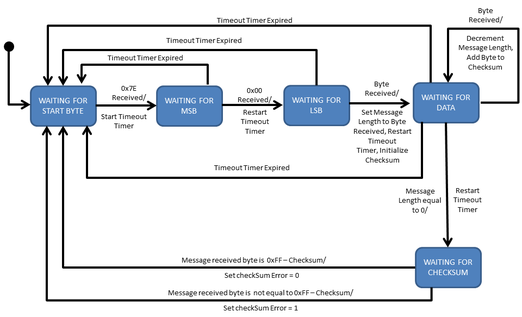 Timeout Timer Expired
Timeout Timer Expired
Timeout Timer Expired
Byte
Received/
Decrement
Message Length,
Add Byte to
Checksum
WAITING FOR
START BYTE
0x7E
Received/
Start Timeout
Timer
WAITING FOR
MSB
0x00
Received/
Restart
Timeout
Timer
WAITING FOR
LSB
Byte
Received/
Set Message
Length to Byte
Received, Restart
Timeout
Timer, Initialize
Checksum
WAITING FOR
DATA
Timeout Timer Expired
Message
Length equal
to 0/
Restart
Timeout
Timer
WAITING FOR
CHECKSUM
Message received byte is 0xFF – Checksum/
Set checkSum Error = 0
Message received byte is not equal to 0xFF – Checksum/
Set checkSum Error = 1